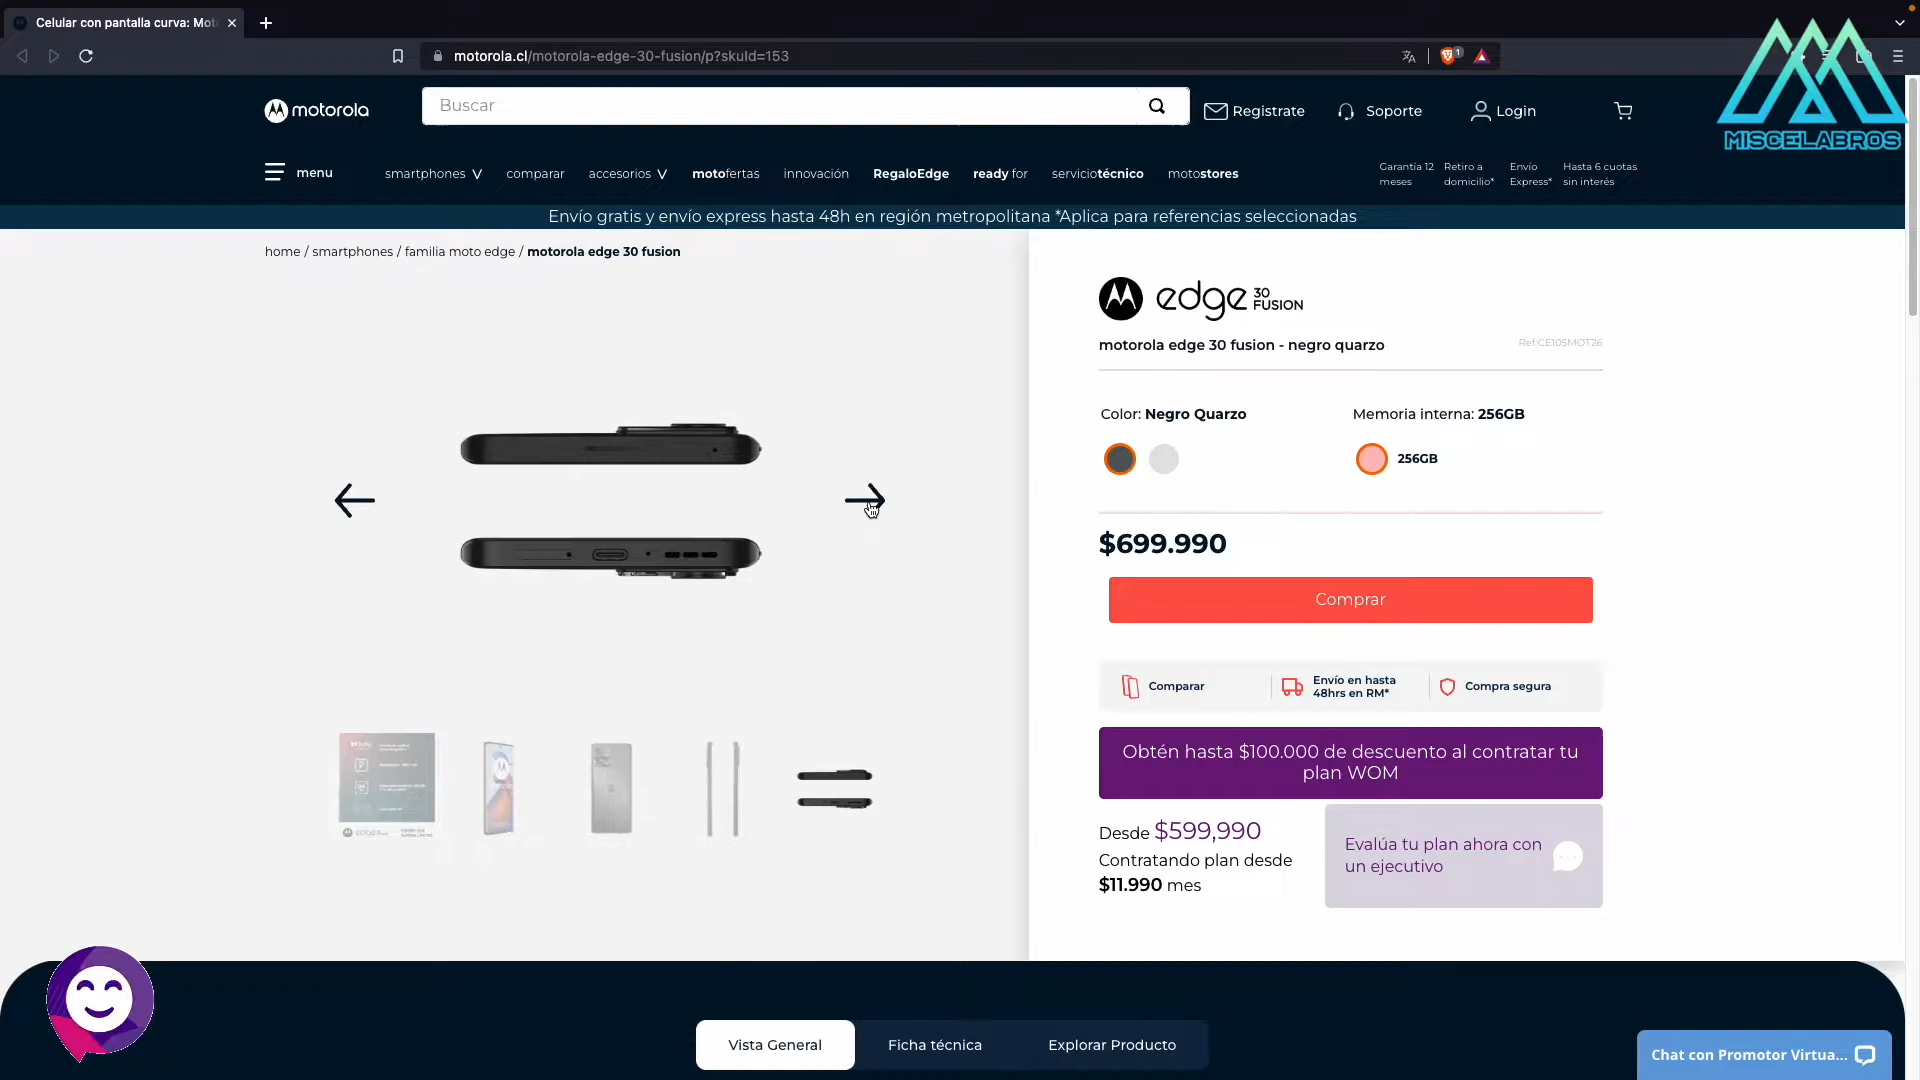 Celular con pantalla curva: Mot
motorola.cl/motorola-edge-30-fusion/p?skuId=153
1
motorola
Buscar
Registrate
Soporte
Login
MISCELABROS
menu
smartphones
comparar
accesorios
motofertas
innovación
RegaloEdge
ready for
serviciotécnico
motostores
Garantía 12
meses
Retiro a
domicilio*
Envío
Express*
Hasta 6 cuotas
sin interés
Envío gratis y envío express hasta 48h en región metropolitana *Aplica para referencias seleccionadas
home / smartphones / familia moto edge / motorola edge 30 fusion
edge 30 FUSION
motorola edge 30 fusion - negro quarzo
Ref:CE105MOT26
Color: Negro Quarzo
Memoria interna: 256GB
256GB
$699.990
Comprar
Comparar
Envío en hasta
48hrs en RM*
Compra segura
Obtén hasta $100.000 de descuento al contratar tu
plan WOM
Desde $599,990
Contratando plan desde
$11.990 mes
Evalúa tu plan ahora con
un ejecutivo
edge
Vista General
Ficha técnica
Explorar Producto
Chat con Promotor Virtua...